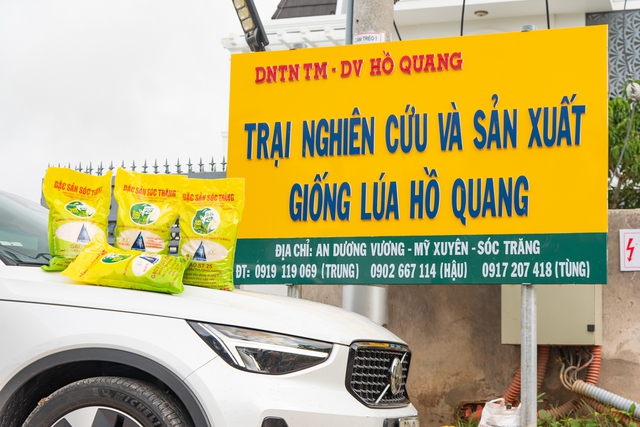 DNTN TM - DV HỒ QUANG
TRẠI NGHIÊN CỨU VÀ SẢN XUẤT
GIỐNG LÚA HỒ QUANG
ĐỊA CHỈ: AN DƯƠNG VƯƠNG - MỸ XUYÊN - SÓC TRĂNG
ĐT: 0919 119 069 (TRUNG) 0902 667 114 (HẬU) 0917 207 418 (TÙNG)
ĐẶC SẢN SÓC TRĂNG
ĐẶC SẢN SÓC TRĂNG
ĐẶC SẢN SÓC TRĂNG